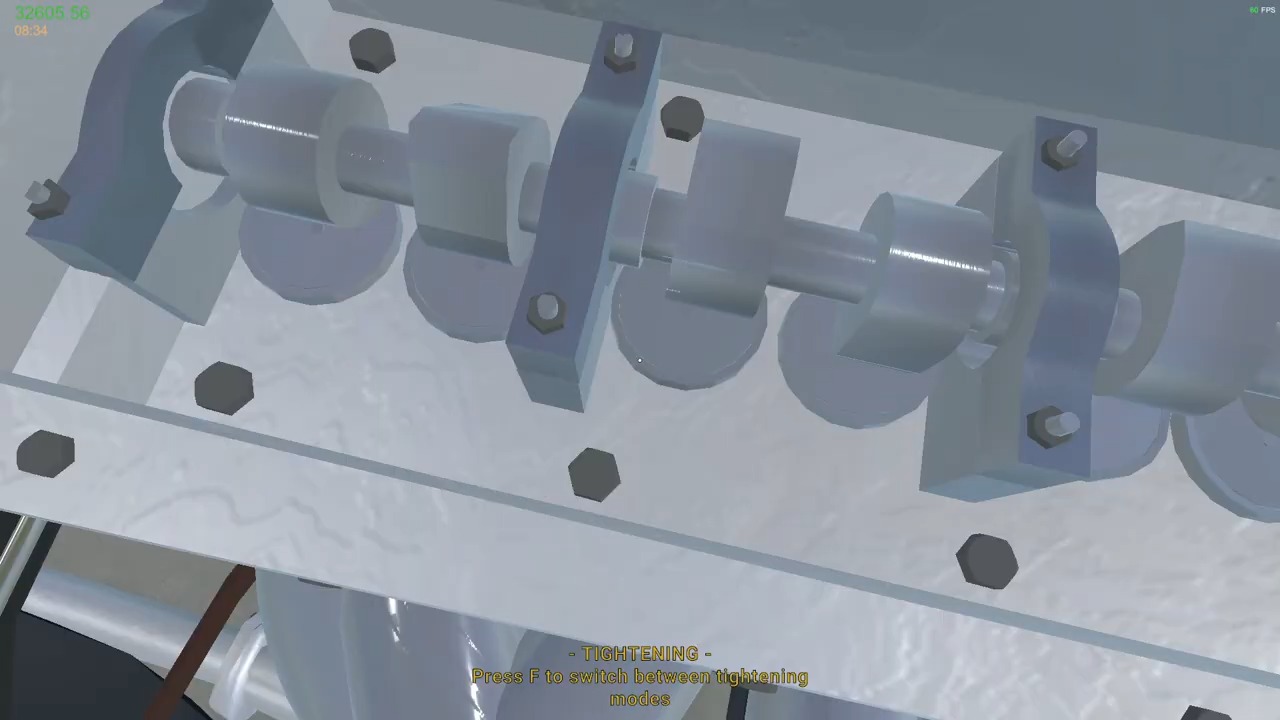 32605.56
08:34
60 FPS
- TIGHTENING -
Press F to switch between tightening
modes